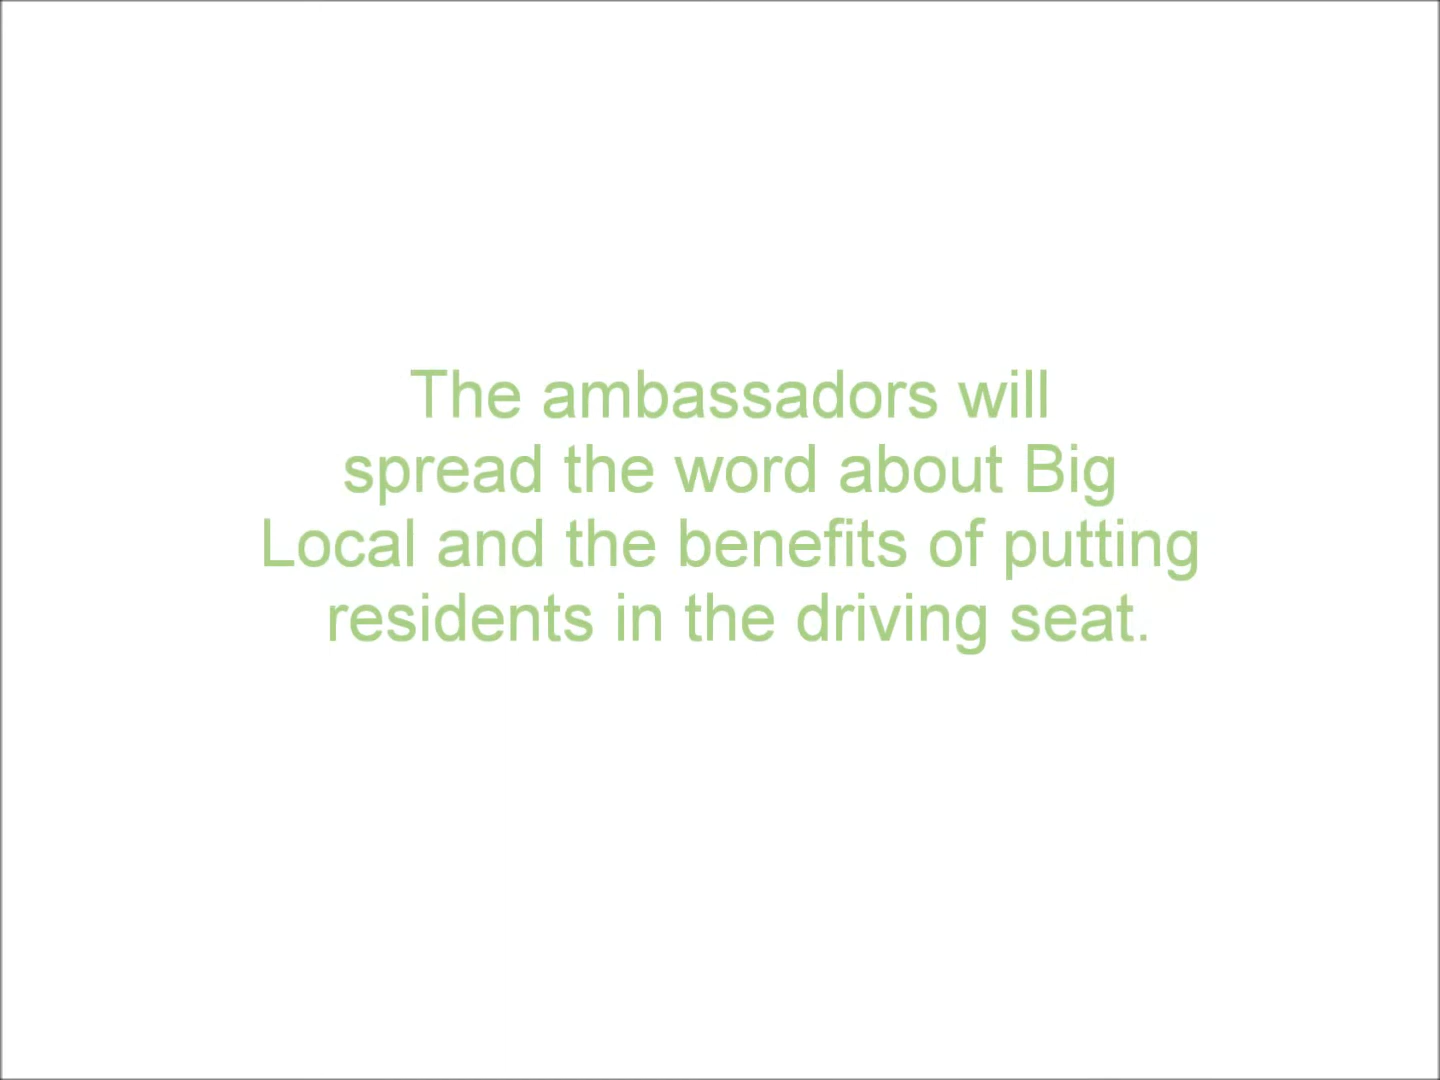 The ambassadors will
spread the word about Big
Local and the benefits of putting
residents in the driving seat.